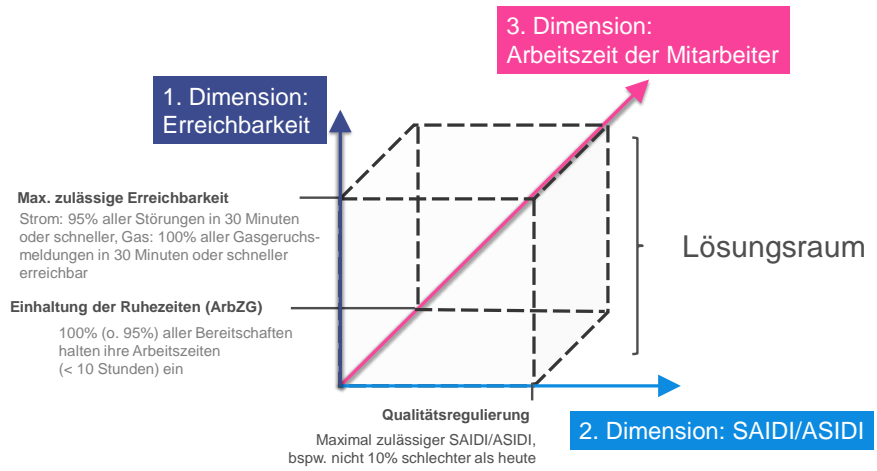 3. Dimension:
Arbeitszeit der Mitarbeiter
1. Dimension:
Erreichbarkeit
Max. zulässige Erreichbarkeit
Strom: 95% aller Störungen in 30 Minuten
oder schneller, Gas: 100% aller Gasgeruchs-
meldungen in 30 Minuten oder schneller
erreichbar
Lösungsraum
Einhaltung der Ruhezeiten (ArbZG)
100% (o. 95%) aller Bereitschaften
halten ihre Arbeitszeiten
(< 10 Stunden) ein
Qualitätsregulierung
Maximal zulässiger SAIDI/ASIDI,
bspw. nicht 10% schlechter als heute
2. Dimension: SAIDI/ASIDI